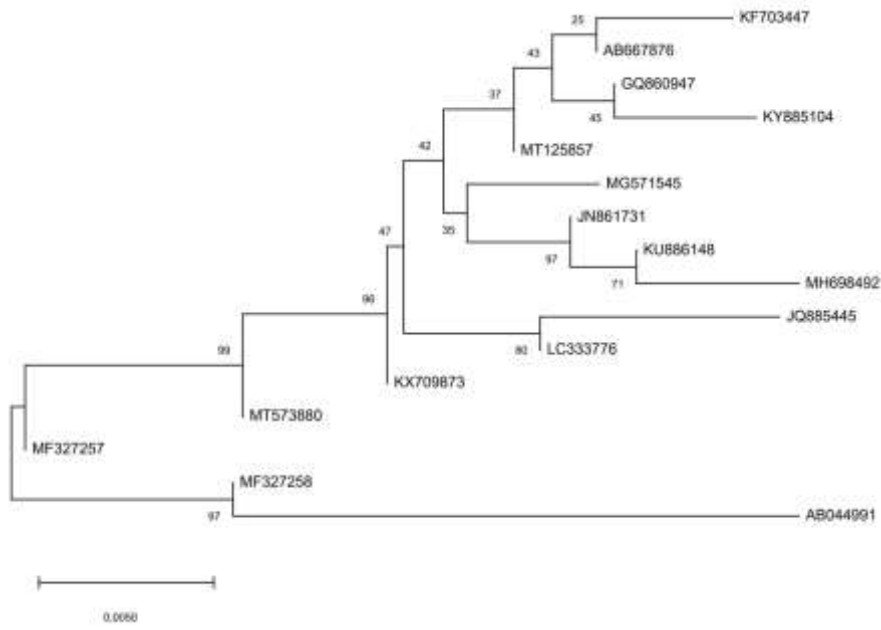 25
KF703447
AB667876
43
GQ860947
45
KY885104
37
MT125857
42
MG571545
35
JN861731
97
KU886148
71
MH698492
47
JQ885445
80
LC333776
96
KX709873
99
MT573880
MF327257
MF327258
97
AB044991
0.0050